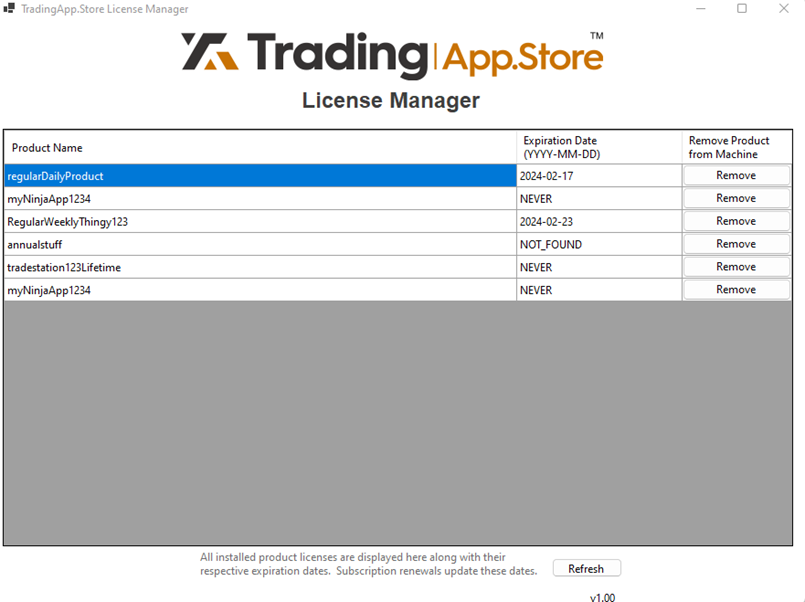 TradingApp.Store License Manager
Trading|App.Store™
License Manager
Product Name
Expiration Date
(YYYY-MM-DD)
Remove Product
from Machine
regularDailyProduct 2024-02-17 Remove
myNinjaApp1234 NEVER Remove
RegularWeeklyThingy123 2024-02-23 Remove
annualstuff NOT_FOUND Remove
tradestation123Lifetime NEVER Remove
myNinjaApp1234 NEVER Remove
All installed product licenses are displayed here along with their
respective expiration dates.  Subscription renewals update these dates.
Refresh
v1.00